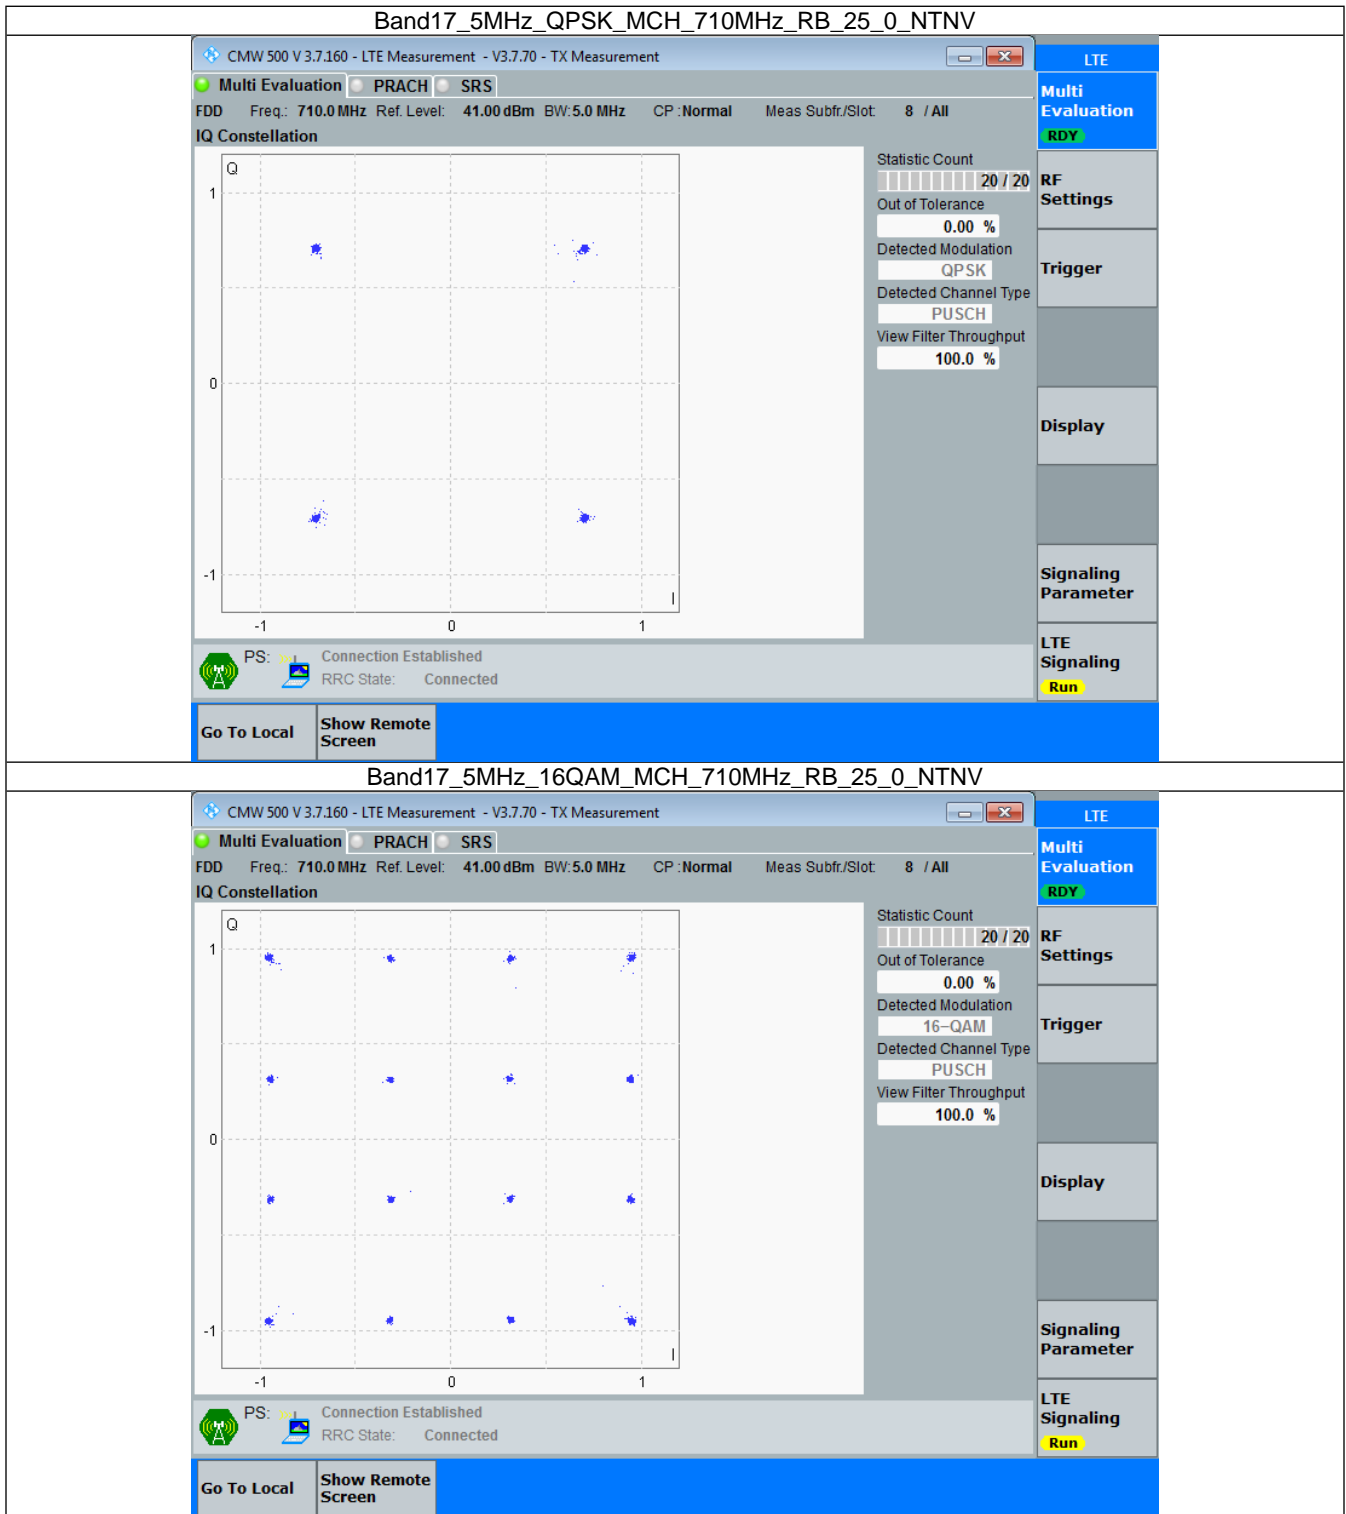 Band17_5MHz_QPSK_MCH_710MHz_RB_25_0_NTNV
CMW 500 V 3.7.160 - LTE Measurement - V3.7.70 - TX Measurement
LTE
Multi Evaluation PRACH SRS
Multi
Evaluation
RDY
FDD Freq.: 710.0 MHz Ref. Level: 41.00 dBm BW: 5.0 MHz CP : Normal Meas Subfr./Slot: 8 / All
IQ Constellation
Q
1
0
-1
I
-1 0 1
Statistic Count
20 / 20
Out of Tolerance
0.00 %
Detected Modulation
QPSK
Detected Channel Type
PUSCH
View Filter Throughput
100.0 %
RF
Settings
Trigger
Display
Signaling
Parameter
LTE
Signaling
Run
PS: Connection Established
RRC State: Connected
Go To Local
Show Remote
Screen
Band17_5MHz_16QAM_MCH_710MHz_RB_25_0_NTNV
CMW 500 V 3.7.160 - LTE Measurement - V3.7.70 - TX Measurement
LTE
Multi Evaluation PRACH SRS
Multi
Evaluation
RDY
FDD Freq.: 710.0 MHz Ref. Level: 41.00 dBm BW: 5.0 MHz CP : Normal Meas Subfr./Slot: 8 / All
IQ Constellation
Q
1
0
-1
I
-1 0 1
Statistic Count
20 / 20
Out of Tolerance
0.00 %
Detected Modulation
16-QAM
Detected Channel Type
PUSCH
View Filter Throughput
100.0 %
RF
Settings
Trigger
Display
Signaling
Parameter
LTE
Signaling
Run
PS: Connection Established
RRC State: Connected
Go To Local
Show Remote
Screen